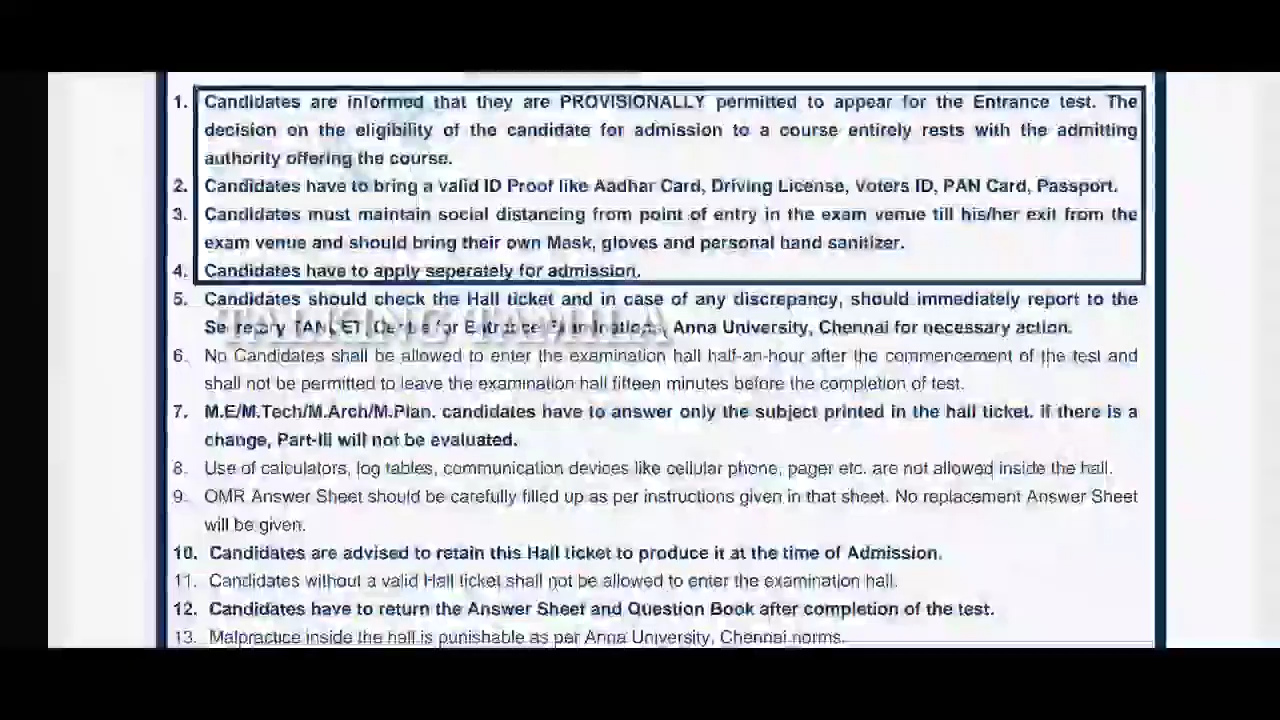 1. Candidates are informed that they are PROVISIONALLY permitted to appear for the Entrance test. The
decision on the eligibility of the candidate for admission to a course entirely rests with the admitting
authority offering the course.
2. Candidates have to bring a valid ID Proof like Aadhar Card, Driving License, Voters ID, PAN Card, Passport.
3. Candidates must maintain social distancing from point of entry in the exam venue till his/her exit from the
exam venue and should bring their own Mask, gloves and personal hand sanitizer.
4. Candidates have to apply seperately for admission.
5. Candidates should check the Hall ticket and in case of any discrepancy, should immediately report to the
Secretary TANCET, Centre for Entrance Examinations, Anna University, Chennai for necessary action.
6. No Candidates shall be allowed to enter the examination hall half-an-hour after the commencement of the test and
shall not be permitted to leave the examination hall fifteen minutes before the completion of test.
7. M.E/M.Tech/M.Arch/M.Plan. candidates have to answer only the subject printed in the hall ticket. If there is a
change, Part-III will not be evaluated.
8. Use of calculators, log tables, communication devices like cellular phone, pager etc. are not allowed inside the hall.
9. OMR Answer Sheet should be carefully filled up as per instructions given in that sheet. No replacement Answer Sheet
will be given.
10. Candidates are advised to retain this Hall ticket to produce it at the time of Admission.
11. Candidates without a valid Hall ticket shall not be allowed to enter the examination hall.
12. Candidates have to return the Answer Sheet and Question Book after completion of the test.
13. Malpractice inside the hall is punishable as per Anna University, Chennai norms.